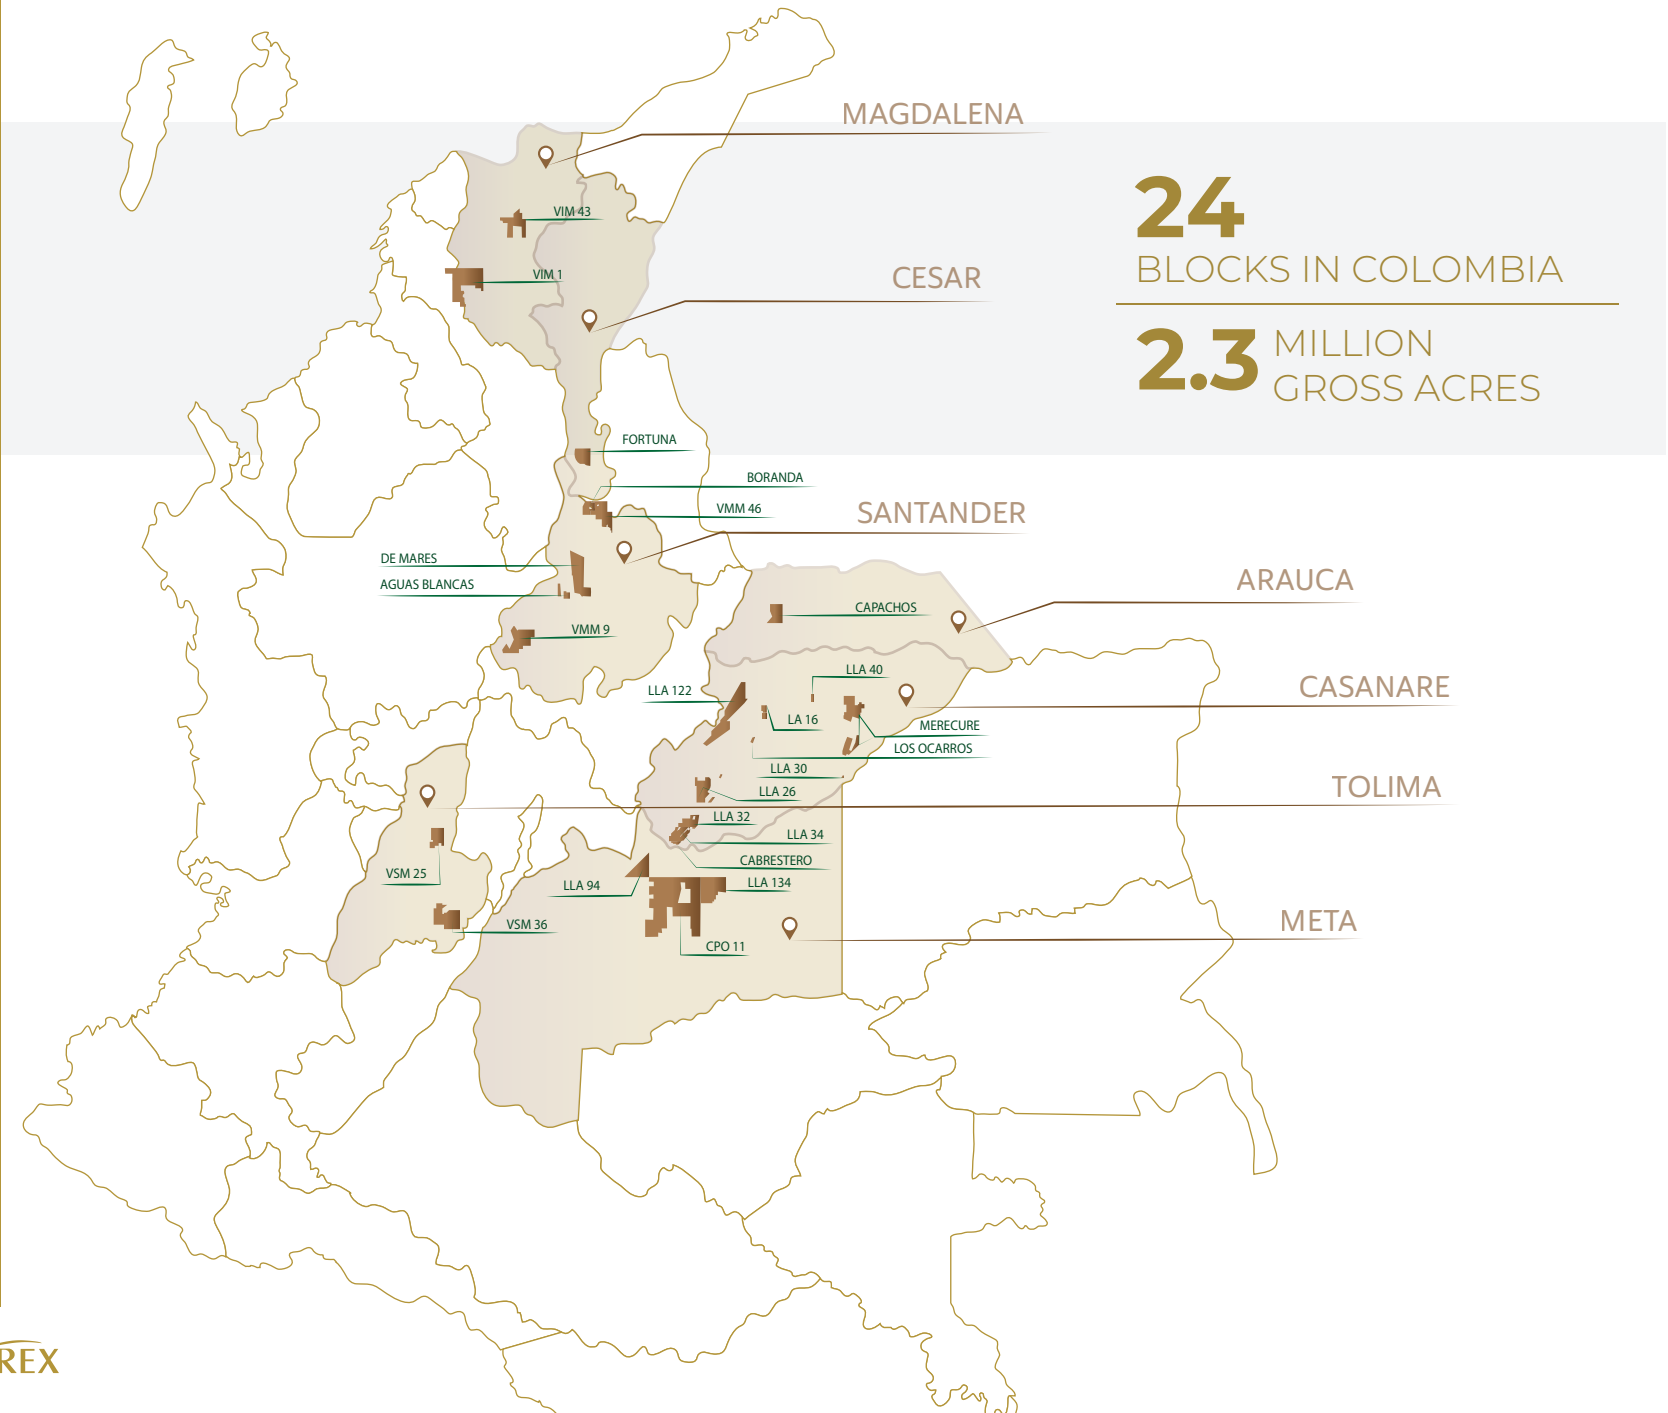 MAGDALENA
24
BLOCKS IN COLOMBIA
VIM 43
VIM 1
CESAR
2.3 MILLION
GROSS ACRES
FORTUNA
BORANDA
VMM 46
SANTANDER
DE MARES
AGUAS BLANCAS
ARAUCA
CAPACHOS
VMM 9
LLA 40
LLA 122
CASANARE
LA 16
MERECURE
LOS OCARROS
LLA 30
LLA 26
TOLIMA
LLA 32
LLA 34
CABRESTERO
VSM 25
LLA 94
LLA 134
VSM 36
META
CPO 11
REX